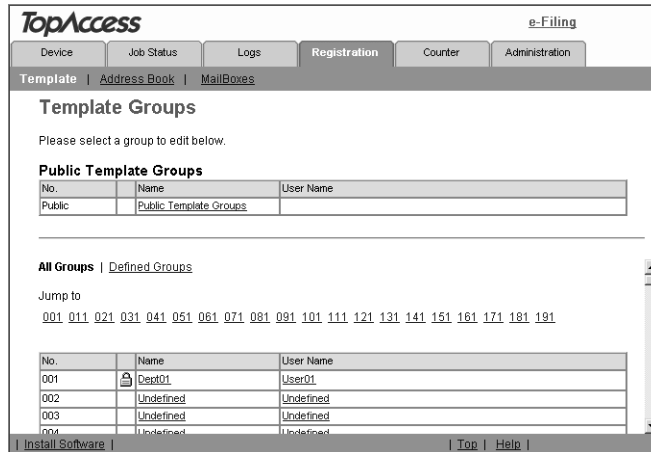 TopAccess
e-Filing
Device Job Status Logs Registration Counter Administration
Template | Address Book | MailBoxes
Template Groups
Please select a group to edit below.
Public Template Groups
No. Name User Name
Public Public Template Groups
All Groups | Defined Groups
Jump to
001 011 021 031 041 051 061 071 081 091 101 111 121 131 141 151 161 171 181 191
No. Name User Name
001 Dept01 User01
002 Undefined Undefined
003 Undefined Undefined
004 Undefined Undefined
| Install Software | | Top | Help |